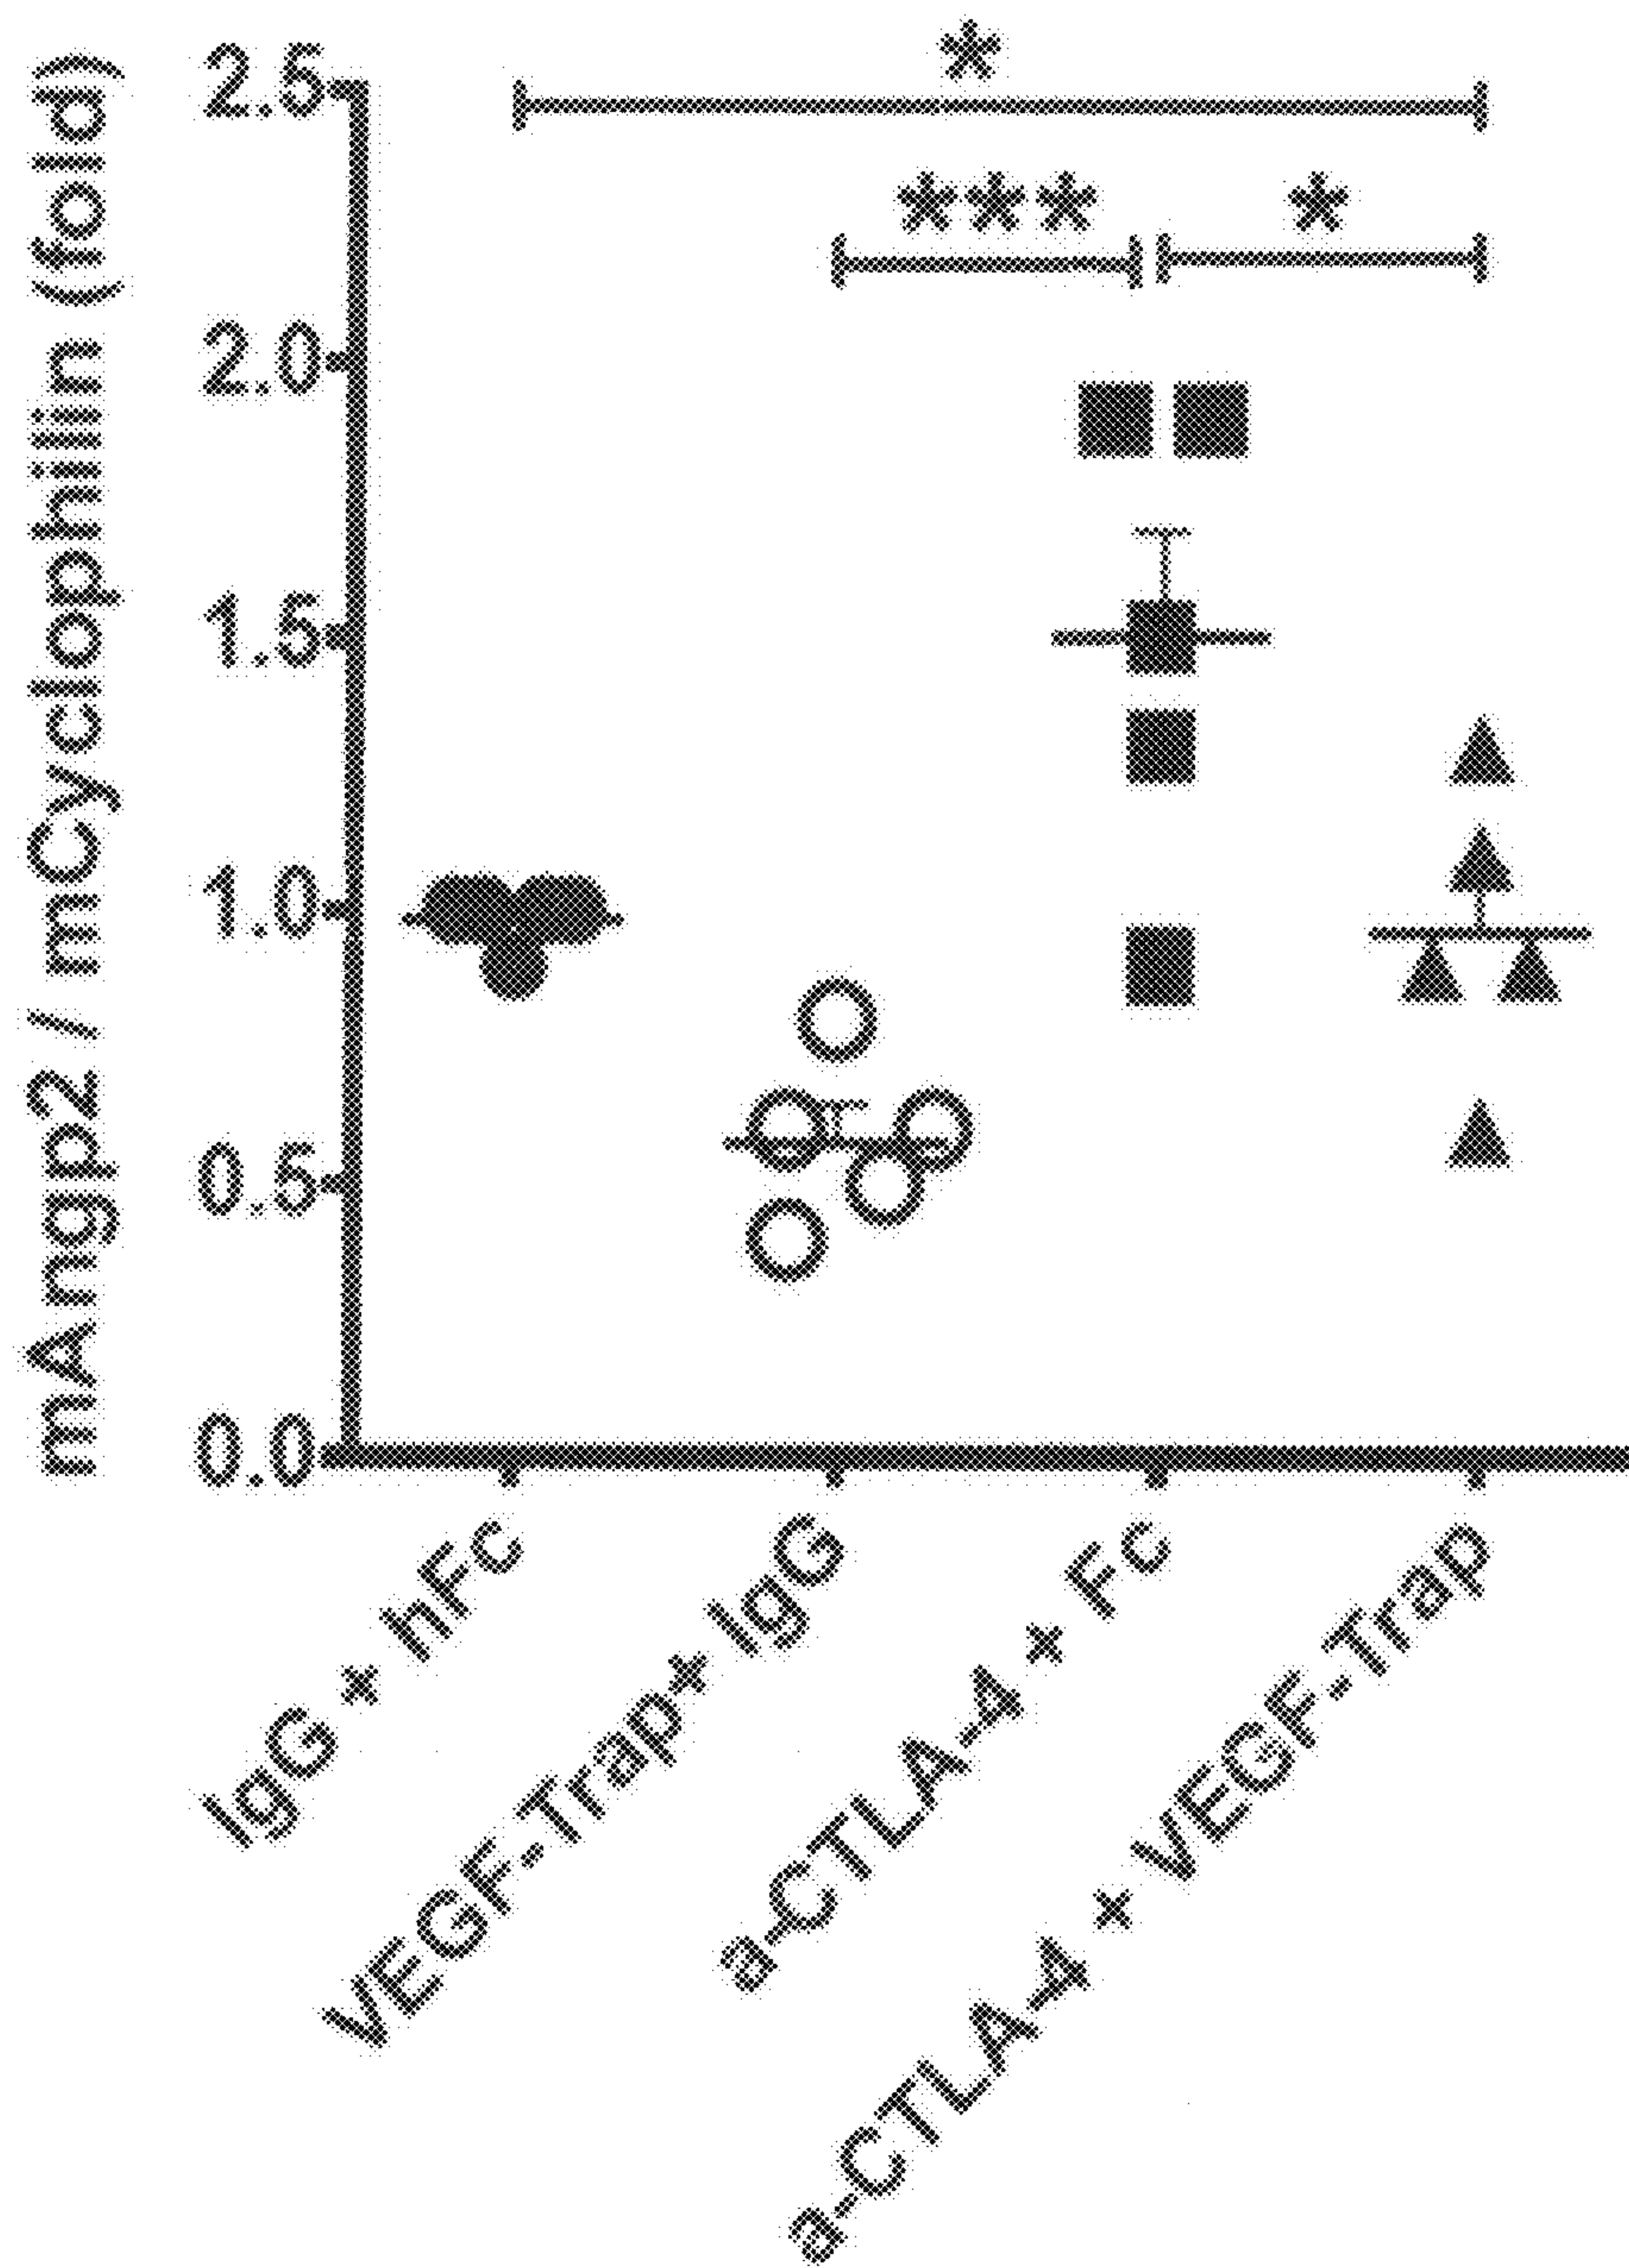 mAngp2 / mCyclophilin (fold)
2.5
2.0
1.5
1.0
0.5
0.0
*
***
*
IgG + hFc
VEGF-Trap+ IgG
a-CTLA-4 + Fc
a-CTLA-4 + VEGF-Trap